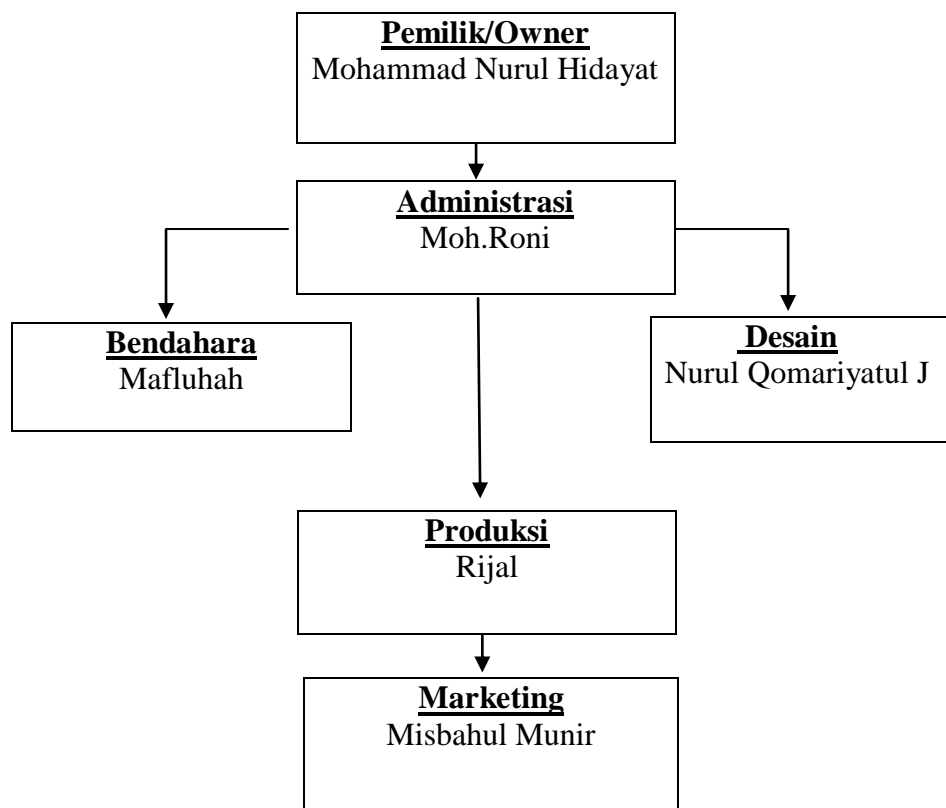 Pemilik/Owner
Mohammad Nurul Hidayat
Administrasi
Moh.Roni
Bendahara
Mafluhah
Desain
Nurul Qomariyatul J
Produksi
Rijal
Marketing
Misbahul Munir